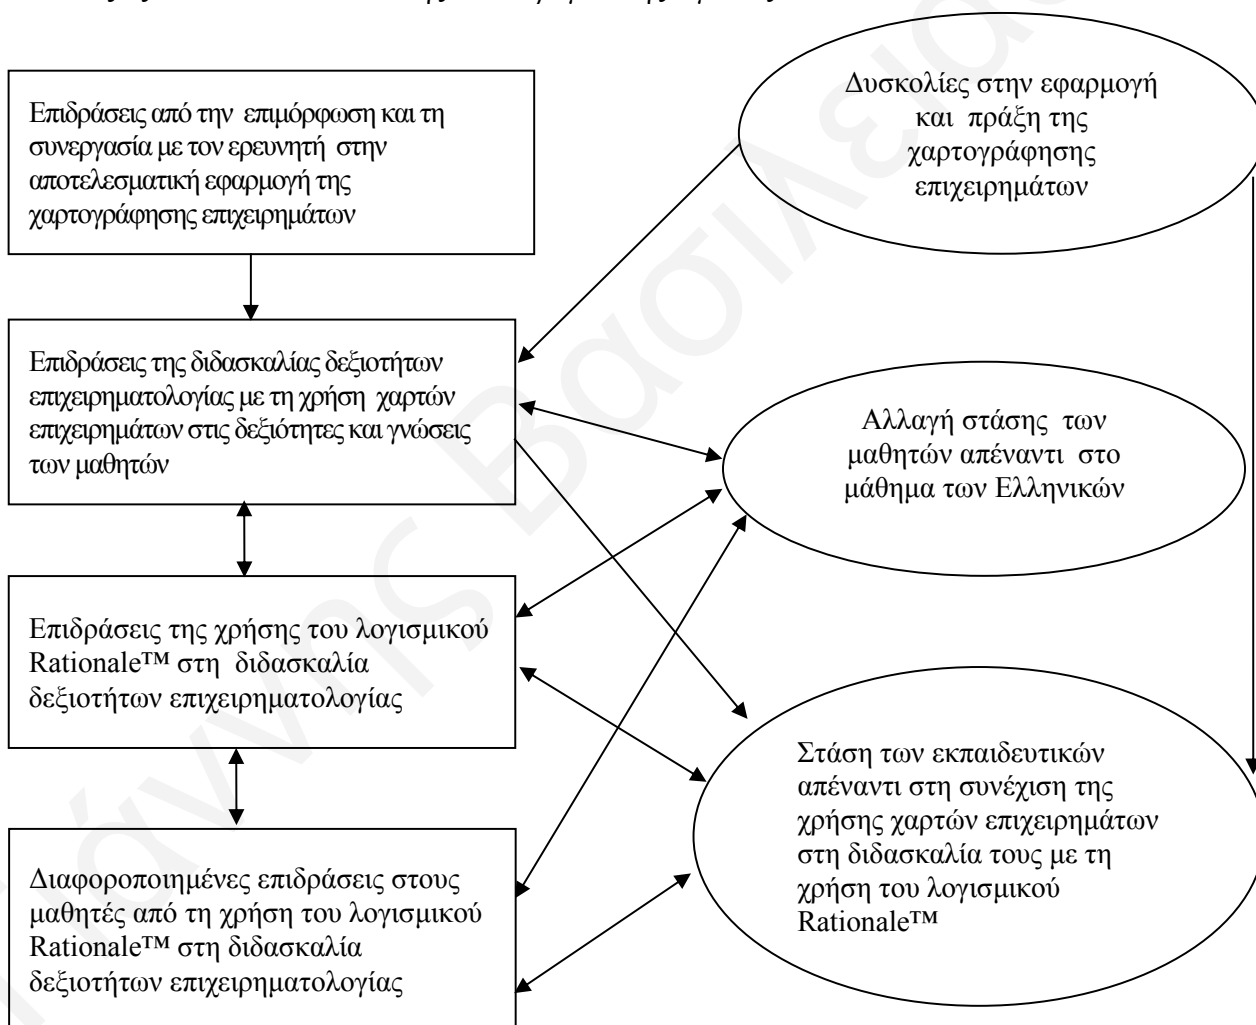 Επιδράσεις από την επιμόρφωση και τη
συνεργασία με τον ερευνητή στην
αποτελεσματική εφαρμογή της
χαρτογράφησης επιχειρημάτων
Δυσκολίες στην εφαρμογή
και πράξη της
χαρτογράφησης
επιχειρημάτων
Επιδράσεις της διδασκαλίας δεξιοτήτων
επιχειρηματολογίας με τη χρήση χαρτών
επιχειρημάτων στις δεξιότητες και γνώσεις
των μαθητών
Αλλαγή στάσης των
μαθητών απέναντι στο
μάθημα των Ελληνικών
Επιδράσεις της χρήσης του λογισμικού
Rationale™ στη διδασκαλία
δεξιοτήτων επιχειρηματολογίας
Στάση των εκπαιδευτικών
απέναντι στη συνέχιση της
χρήσης χαρτών επιχειρημάτων
στη διδασκαλία τους με τη
χρήση του λογισμικού
Rationale™
Διαφοροποιημένες επιδράσεις στους
μαθητές από τη χρήση του λογισμικού
Rationale™ στη διδασκαλία
δεξιοτήτων επιχειρηματολογίας